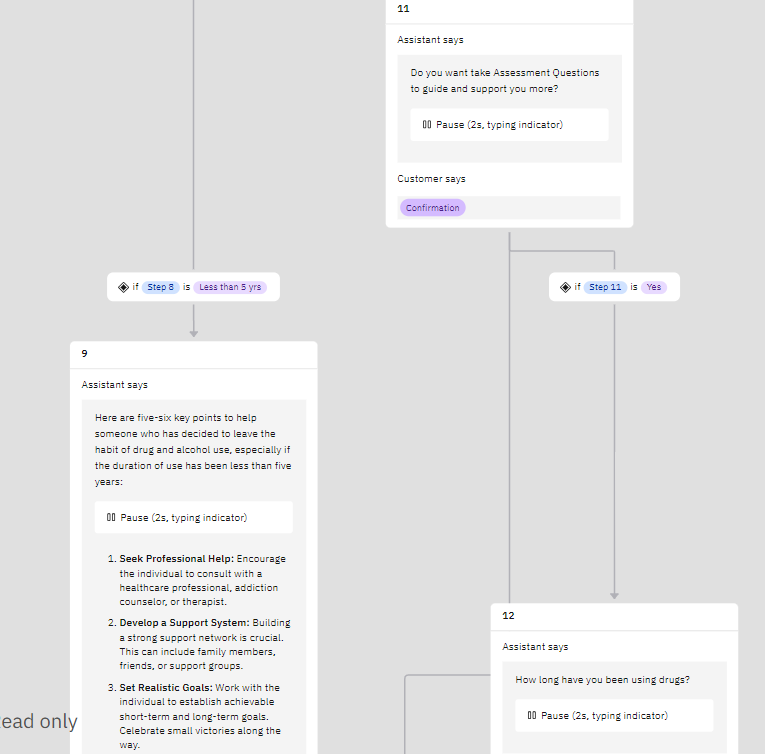 11
Assistant says
Do you want take Assessment Questions
to guide and support you more?
Pause (2s, typing indicator)
Customer says
Confirmation
if Step 8 is Less than 5 yrs
if Step 11 is Yes
9
Assistant says
Here are five-six key points to help
someone who has decided to leave the
habit of drug and alcohol use, especially if
the duration of use has been less than five
years:
Pause (2s, typing indicator)
1. Seek Professional Help: Encourage
the individual to consult with a
healthcare professional, addiction
counselor, or therapist.
2. Develop a Support System: Building
a strong support network is crucial.
This can include family members,
friends, or support groups.
3. Set Realistic Goals: Work with the
individual to establish achievable
short-term and long-term goals.
Celebrate small victories along the
way.
12
Assistant says
How long have you been using drugs?
Pause (2s, typing indicator)
ead only